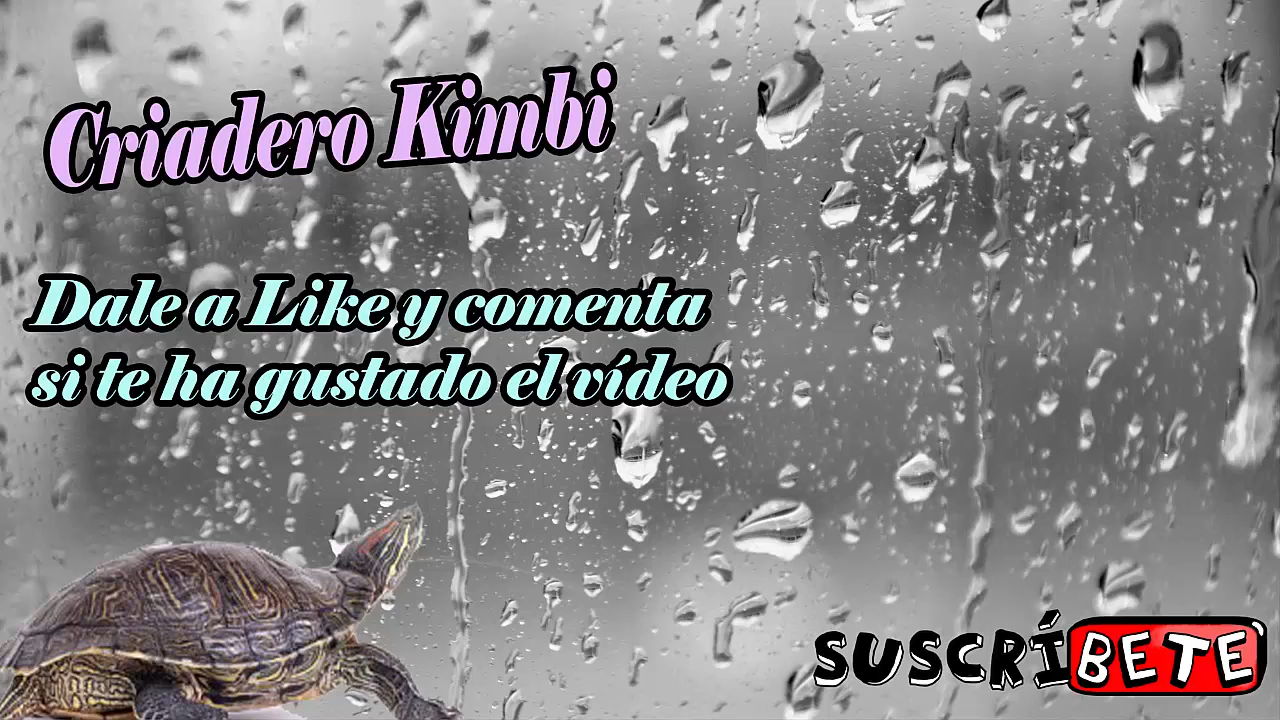 Criadero Kimbi
Dale a Like y comenta
si te ha gustado el vídeo
SUSCRÍBETE